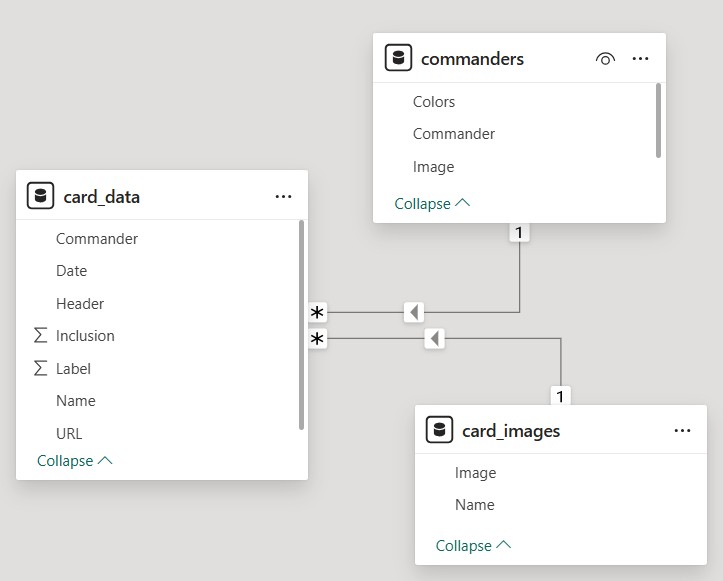 commanders
Colors
Commander
Image
Collapse
1
card_data
Commander
Date
Header
Σ Inclusion
Σ Label
Name
URL
Collapse
*
*
1
card_images
Image
Name
Collapse